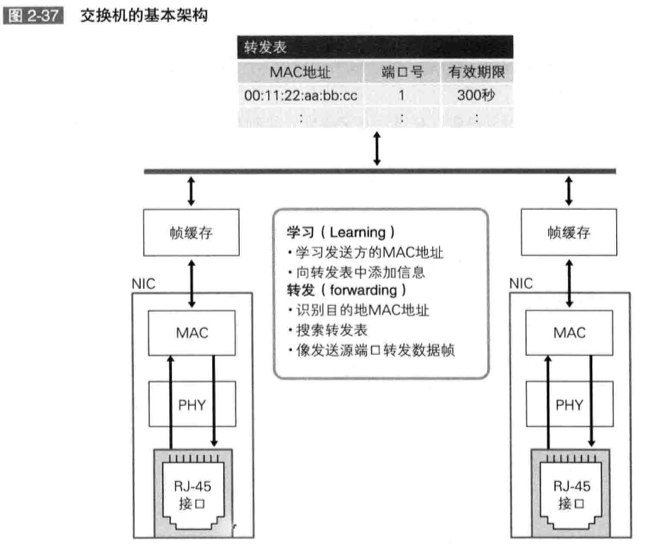 图 2-37 交换机的基本架构
转发表
MAC地址 端口号 有效期限
00:11:22:aa:bb:cc 1 300秒
: : :
帧缓存
帧缓存
学习（Learning）
·学习发送方的MAC地址
·向转发表中添加信息
转发（forwarding）
·识别目的地MAC地址
·搜索转发表
·像发送源端口转发数据帧
NIC
MAC
PHY
RJ-45
接口
NIC
MAC
PHY
RJ-45
接口